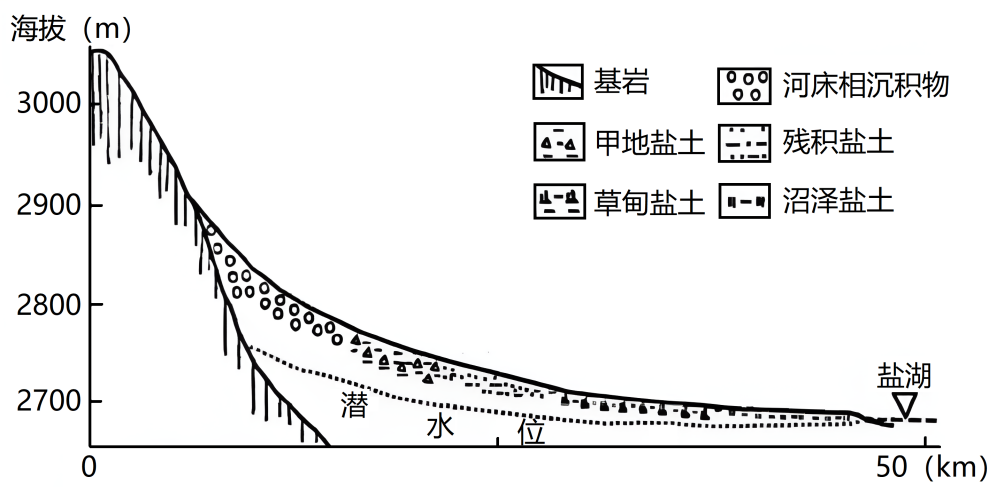 海拔（m）
3000
2900
2800
2700
基岩
河床相沉积物
甲地盐土
残积盐土
草甸盐土
沼泽盐土
盐湖
潜水位
0
50（km）